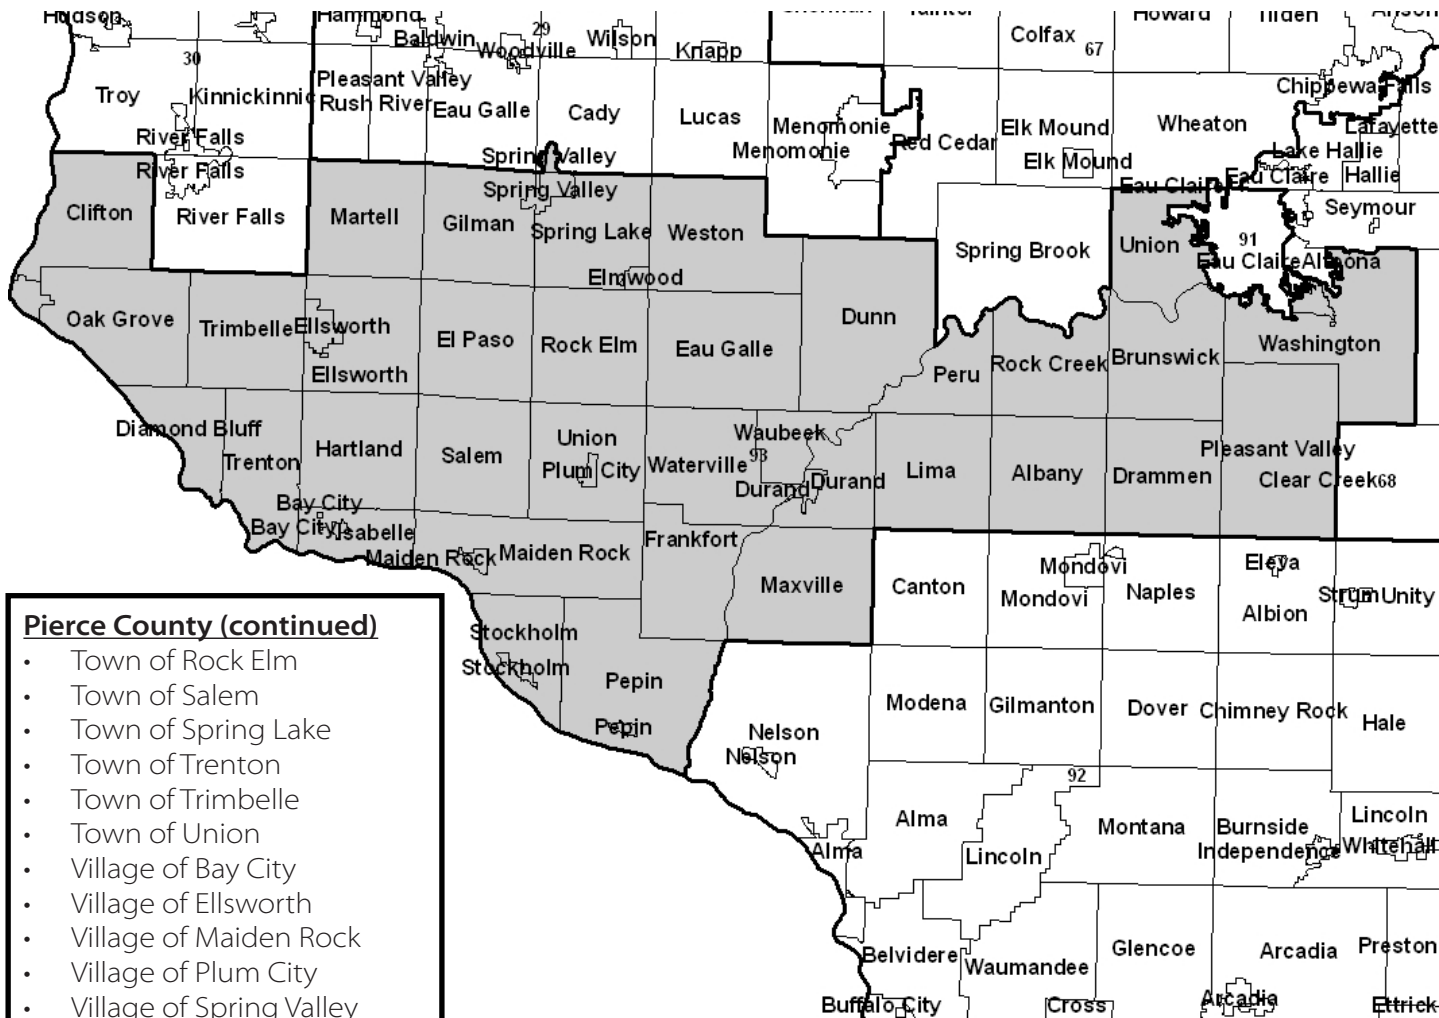 Hudson
Hammond
Baldwin
Woodville
29
Wilson
Knapp
Colfax
67
Howard
Tilden
Anson
30
Troy
Kinnickinnic
Pleasant Valley
Rush River
Eau Galle
Cady
Lucas
Menomonie
Menomonie
Red Cedar
Elk Mound
Elk Mound
Wheaton
Chippewa Falls
Lafayette
Lake Hallie
Hallie
River Falls
River Falls
River Falls
Spring Valley
Spring Valley
Eau Claire
Eau Claire
Seymour
Clifton
Martell
Gilman
Spring Lake
Weston
Spring Brook
Union
91
Eau Claire
Altoona
Elmwood
Oak Grove
Trimbelle
Ellsworth
Ellsworth
El Paso
Rock Elm
Eau Galle
Dunn
Peru
Rock Creek
Brunswick
Washington
Diamond Bluff
Trenton
Hartland
Salem
Union
Plum City
Waterville
Waubeek
93
Durand
Durand
Lima
Albany
Drammen
Pleasant Valley
Clear Creek
68
Bay City
Bay City
Isabelle
Maiden Rock
Maiden Rock
Frankfort
Maxville
Canton
Mondovi
Mondovi
Naples
Eleva
Albion
Strum
Unity
Stockholm
Stockholm
Pepin
Pepin
Nelson
Nelson
Modena
Gilmanton
Dover
Chimney Rock
Hale
92
Alma
Alma
Lincoln
Montana
Burnside
Independence
Lincoln
Whitehall
Belvidere
Waumandee
Glencoe
Arcadia
Preston
Buffalo City
Cross
Arcadia
Ettrick
Pierce County (continued)
• Town of Rock Elm
• Town of Salem
• Town of Spring Lake
• Town of Trenton
• Town of Trimbelle
• Town of Union
• Village of Bay City
• Village of Ellsworth
• Village of Maiden Rock
• Village of Plum City
• Village of Spring Valley